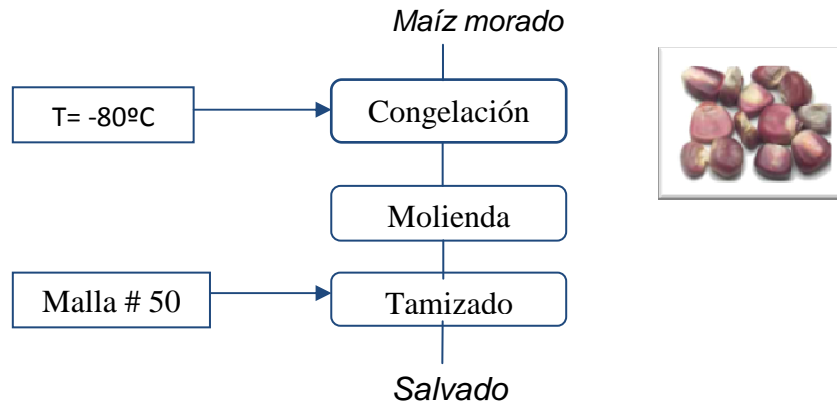 Maíz morado
T= -80ºC
Congelación
Molienda
Malla # 50
Tamizado
Salvado